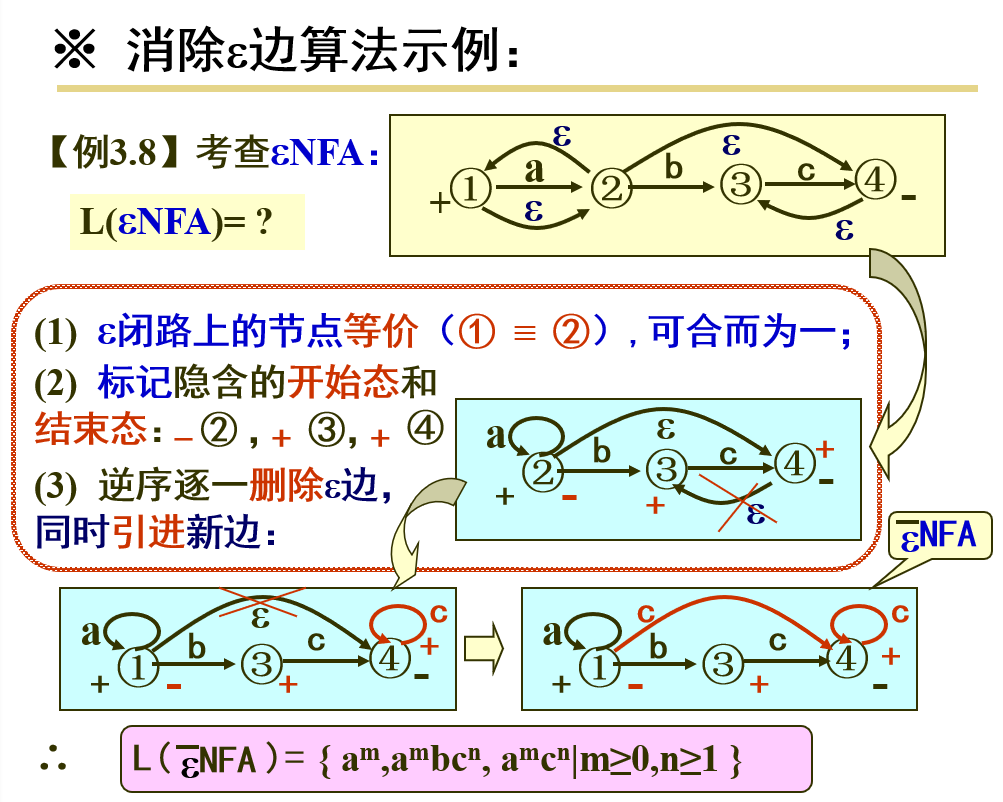 ※ 消除ε边算法示例：
【例3.8】考查εNFA：
L(εNFA)= ?
ε ε
a b c
+ ① ② ③ ④ -
ε ε
(1) ε闭路上的节点等价（① ≡ ②）, 可合而为一；
(2) 标记隐含的开始态和
结束态：- ②，+ ③，+ ④
(3) 逆序逐一删除ε边，
同时引进新边：
a ε
b c
② ③ ④ +
+ - + ε -
ε̅NFA
a ε c
b c
① ③ ④ +
+ - + -
a c c
b c
① ③ ④ +
+ - + -
∴ L(ε̅NFA)= { aᵐ,aᵐbcⁿ, aᵐcⁿ|m≥0,n≥1 }